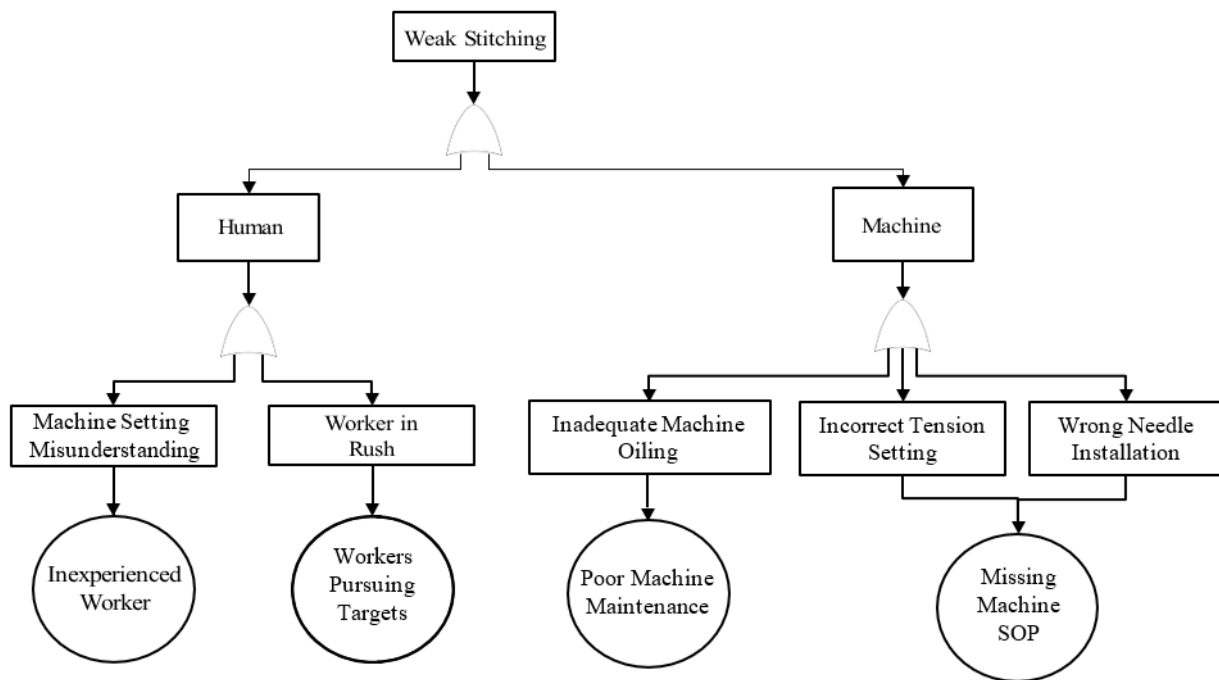 Weak Stitching
Human
Machine
Machine Setting
Misunderstanding
Worker in
Rush
Inadequate Machine
Oiling
Incorrect Tension
Setting
Wrong Needle
Installation
Inexperienced
Worker
Workers
Pursuing
Targets
Poor Machine
Maintenance
Missing
Machine
SOP